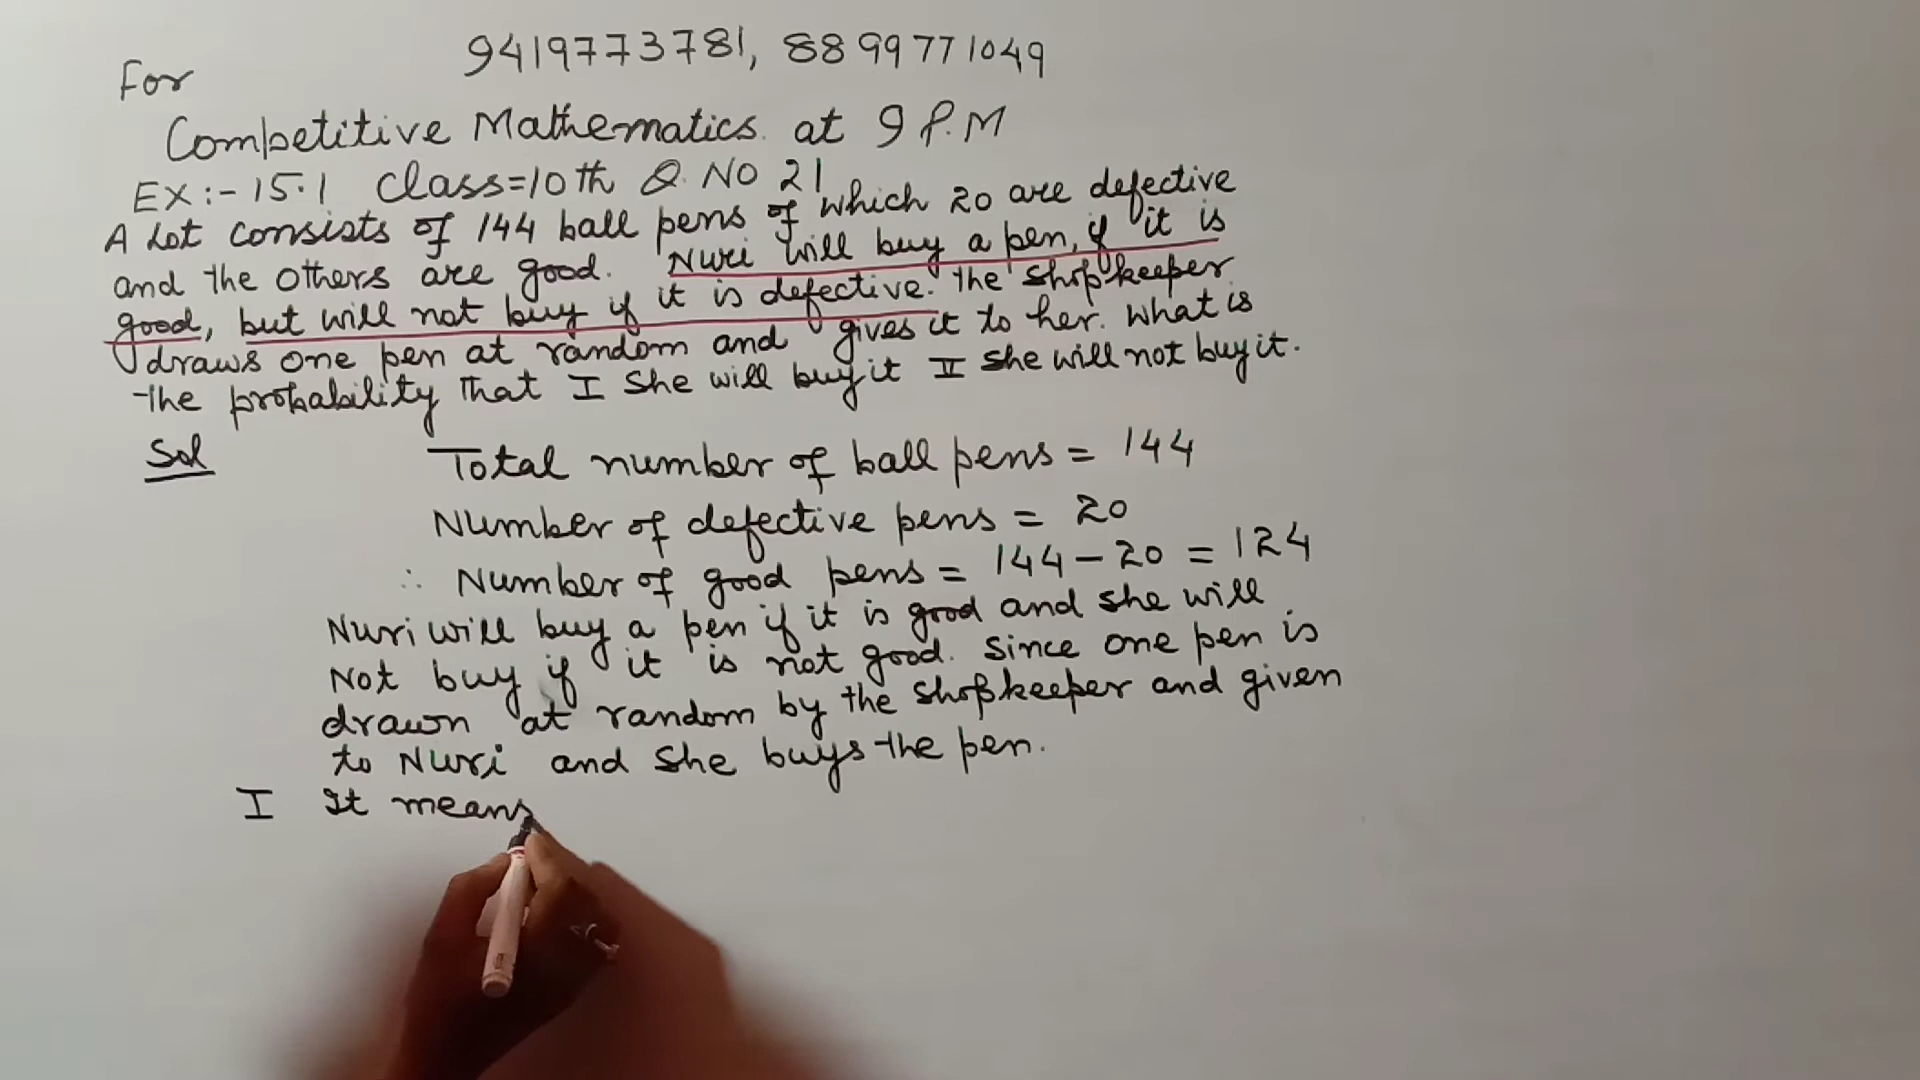 9419773781, 8899771049
For
Competitive Mathematics. at 9 P.M
EX:- 15.1 Class=10th Q. NO 21
A Lot consists of 144 ball pens of which 20 are defective
and the others are good. Nuri will buy a pen, if it is
good, but will not buy if it is defective. the shopkeeper
draws one pen at random and gives it to her. What is
the probability that I She will buy it II She will not buy it.
Sol Total number of ball pens = 144
Number of defective pens = 20
∴ Number of good pens = 144 - 20 = 124
Nuri will buy a pen if it is good and she will
Not buy if it is not good. Since one pen is
drawn at random by the shopkeeper and given
to Nuri and She buys the pen.
I It means